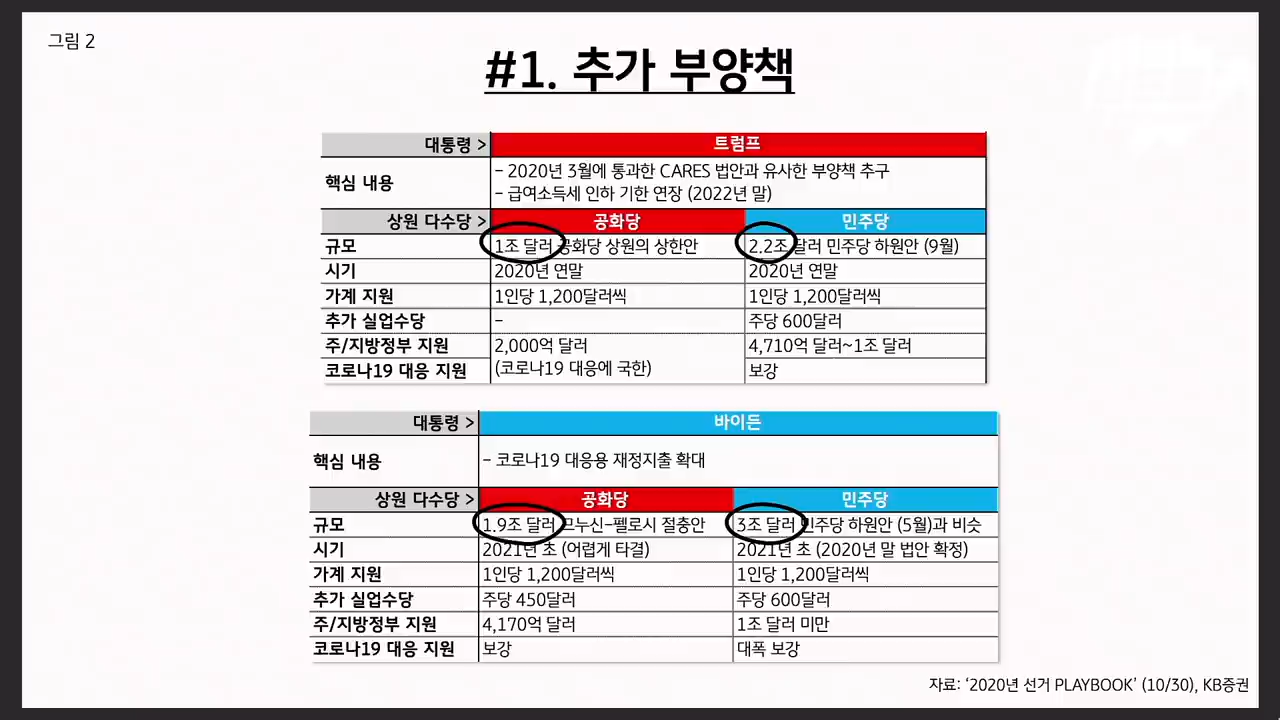 그림 2
#1. 추가 부양책
대통령 > 트럼프
핵심 내용 - 2020년 3월에 통과한 CARES 법안과 유사한 부양책 추구
- 급여소득세 인하 기한 연장 (2022년 말)
상원 다수당 > 공화당 민주당
규모 1조 달러 공화당 상원의 상한안 2.2조 달러 민주당 하원안 (9월)
시기 2020년 연말 2020년 연말
가계 지원 1인당 1,200달러씩 1인당 1,200달러씩
추가 실업수당 - 주당 600달러
주/지방정부 지원 2,000억 달러 4,710억 달러~1조 달러
코로나19 대응 지원 (코로나19 대응에 국한) 보강
대통령 > 바이든
핵심 내용 - 코로나19 대응용 재정지출 확대
상원 다수당 > 공화당 민주당
규모 1.9조 달러 므누신-펠로시 절충안 3조 달러 민주당 하원안 (5월)과 비슷
시기 2021년 초 (어렵게 타결) 2021년 초 (2020년 말 법안 확정)
가계 지원 1인당 1,200달러씩 1인당 1,200달러씩
추가 실업수당 주당 450달러 주당 600달러
주/지방정부 지원 4,170억 달러 1조 달러 미만
코로나19 대응 지원 보강 대폭 보강
자료: '2020년 선거 PLAYBOOK' (10/30), KB증권